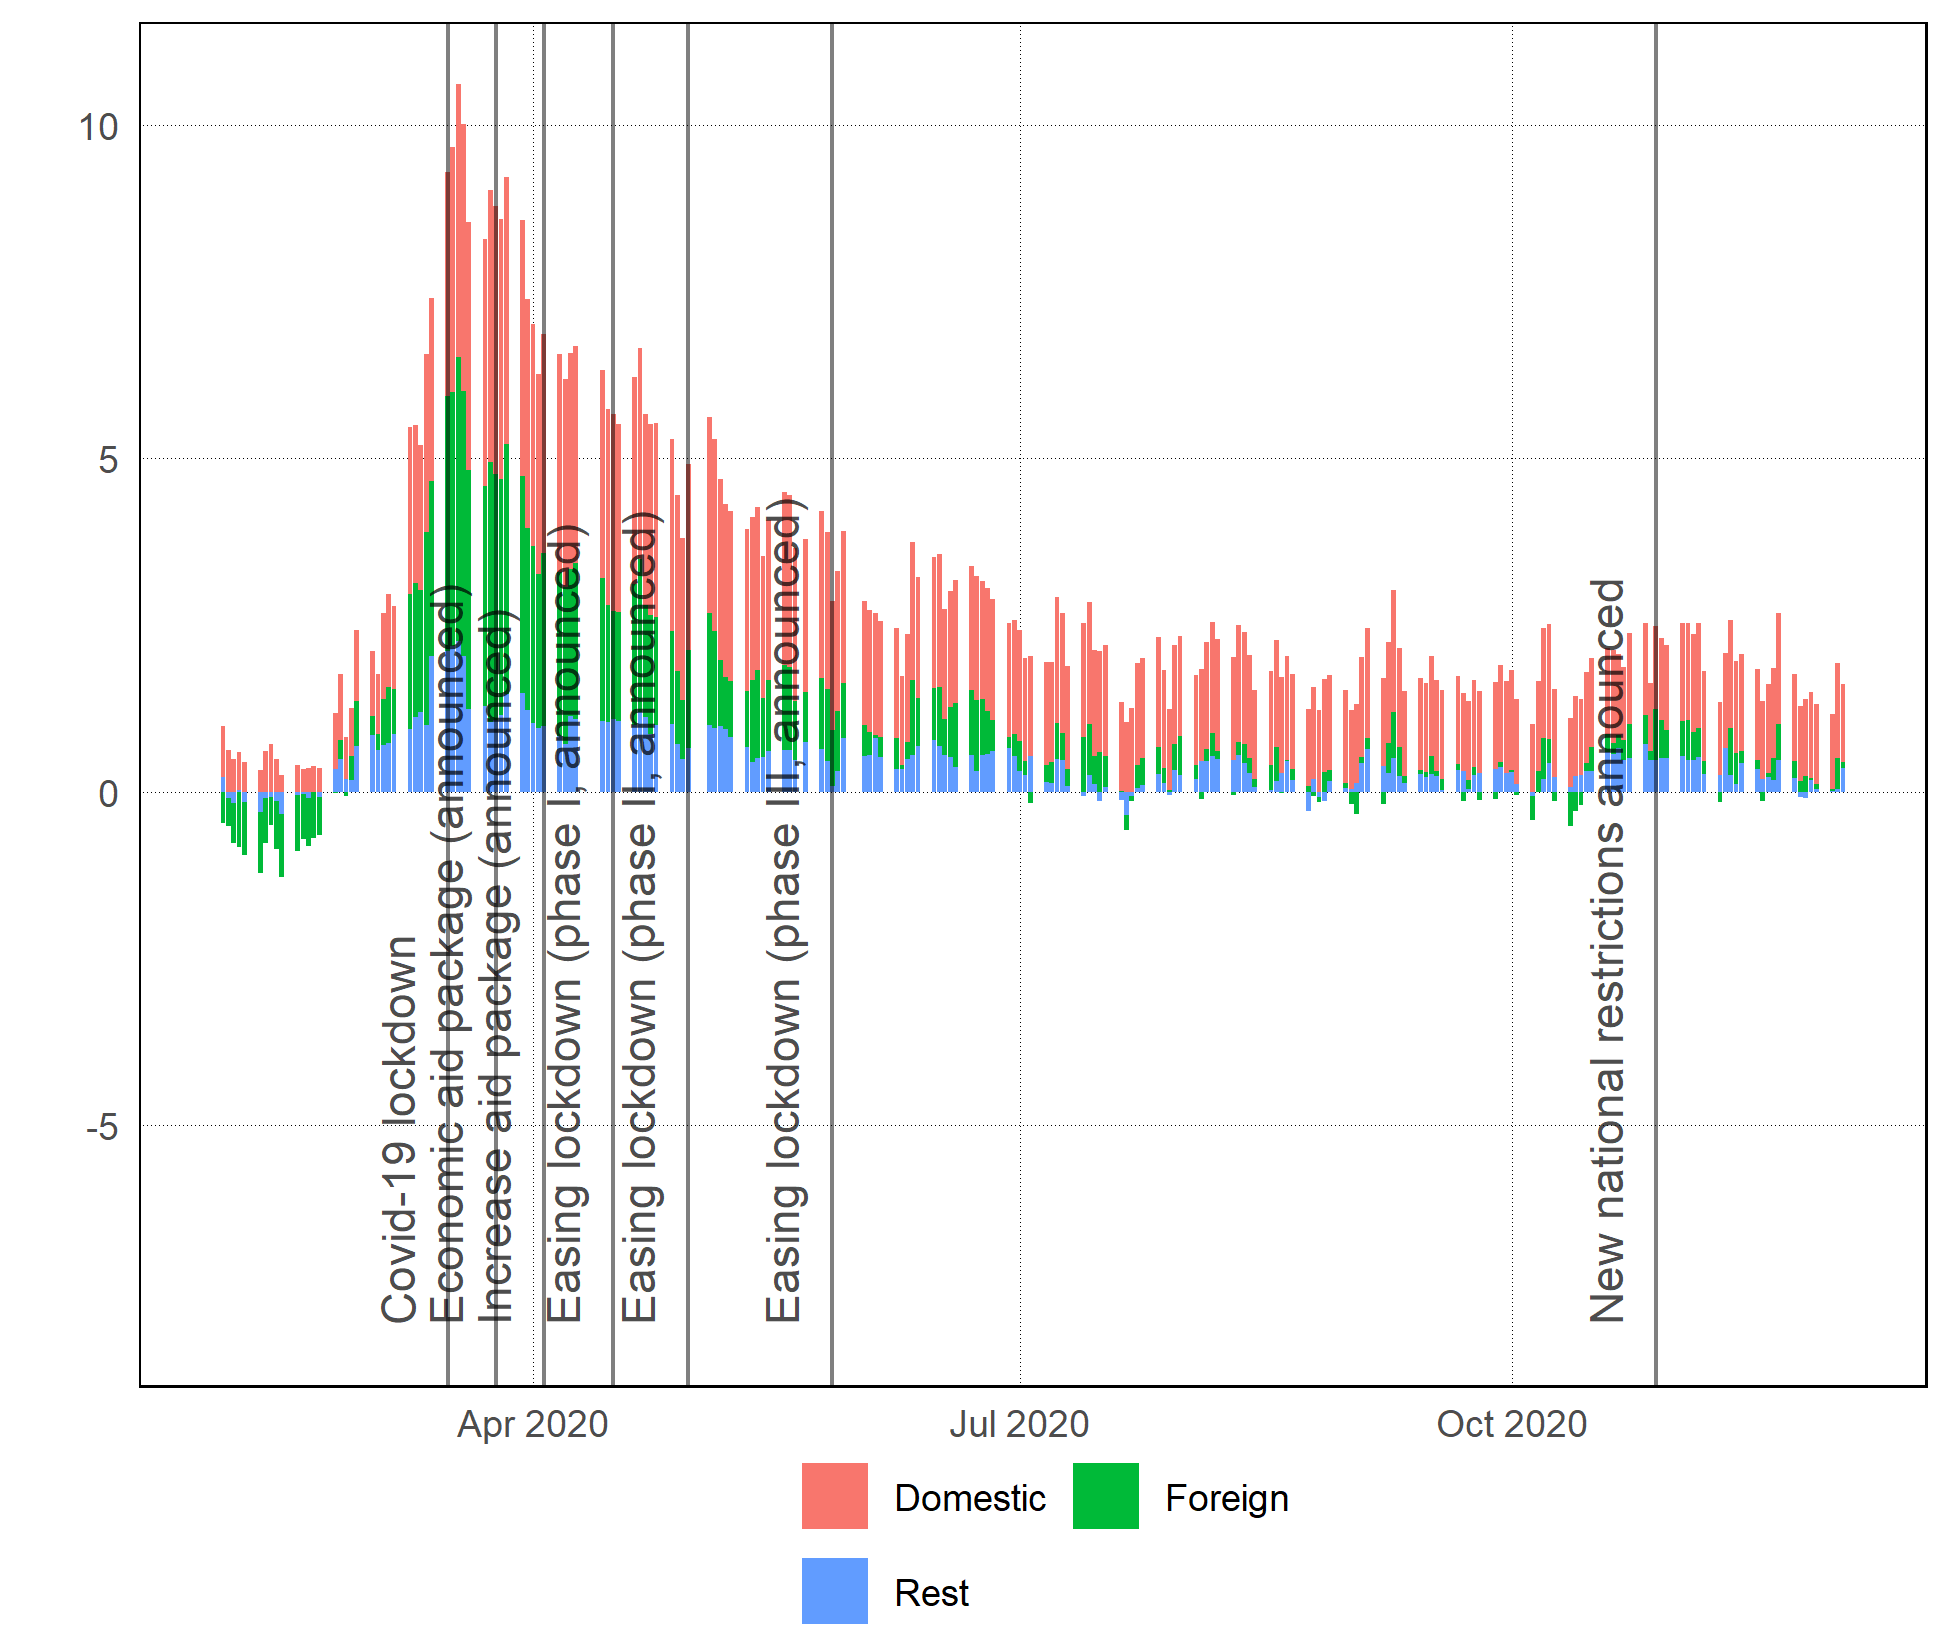 10
5
0
-5
Covid-19 lockdown
Economic aid package (announced)
Increase aid package (announced)
Easing lockdown (phase I, announced)
Easing lockdown (phase II, announced)
Easing lockdown (phase III, announced)
New national restrictions announced
Apr 2020
Jul 2020
Oct 2020
Domestic
Foreign
Rest